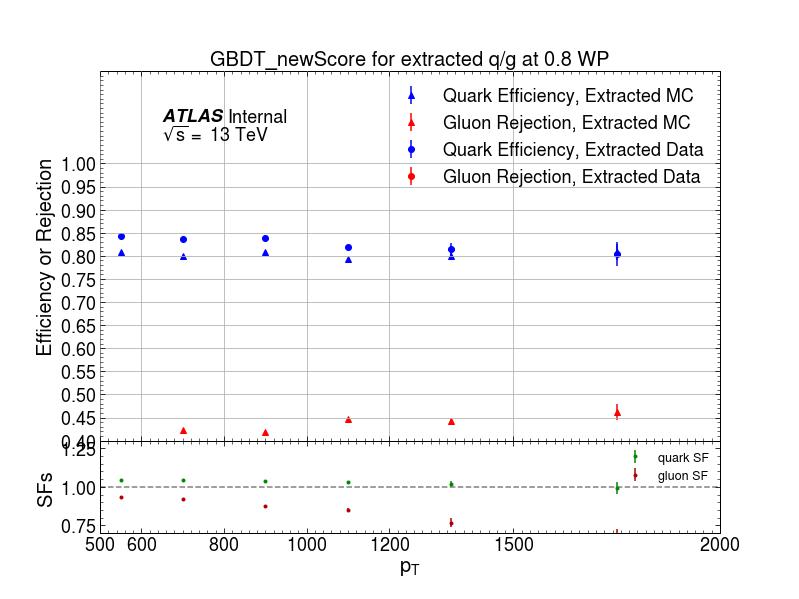 GBDT_newScore for extracted q/g at 0.8 WP
ATLAS Internal
√s = 13 TeV
Quark Efficiency, Extracted MC
Gluon Rejection, Extracted MC
Quark Efficiency, Extracted Data
Gluon Rejection, Extracted Data
Efficiency or Rejection
1.00
0.95
0.90
0.85
0.80
0.75
0.70
0.65
0.60
0.55
0.50
0.45
0.40
SFs
1.25
1.00
0.75
quark SF
gluon SF
500 600 800 1000 1200 1500 2000
pT